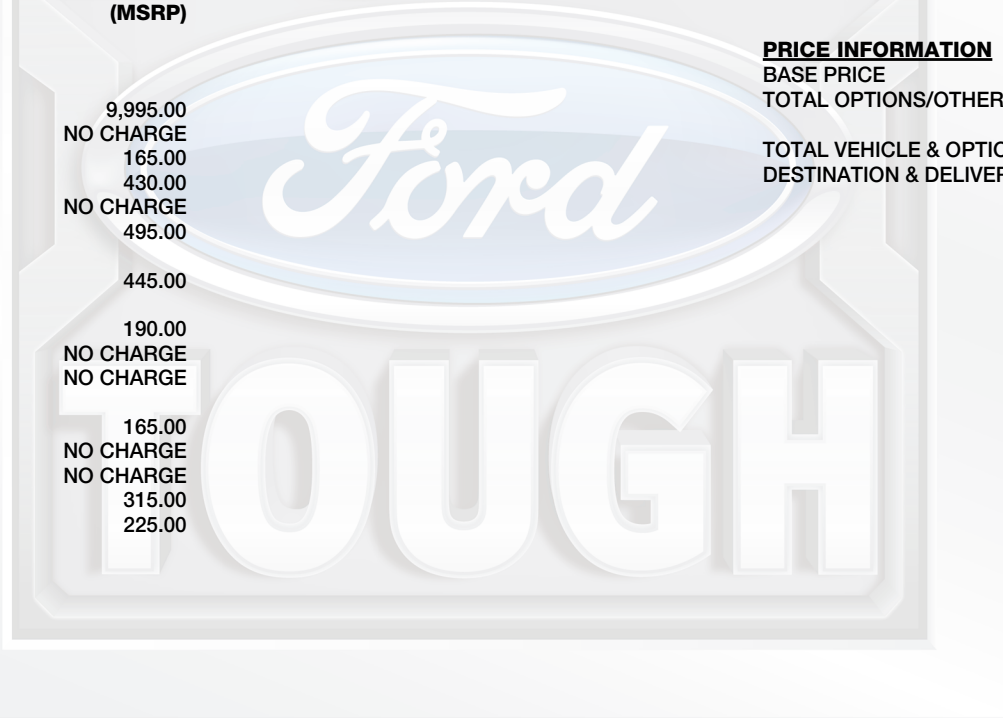 (MSRP)
9,995.00
NO CHARGE
165.00
430.00
NO CHARGE
495.00
445.00
190.00
NO CHARGE
NO CHARGE
165.00
NO CHARGE
NO CHARGE
315.00
225.00
PRICE INFORMATION
BASE PRICE
TOTAL OPTIONS/OTHER
TOTAL VEHICLE & OPTIO
DESTINATION & DELIVER
Ford
TOUGH